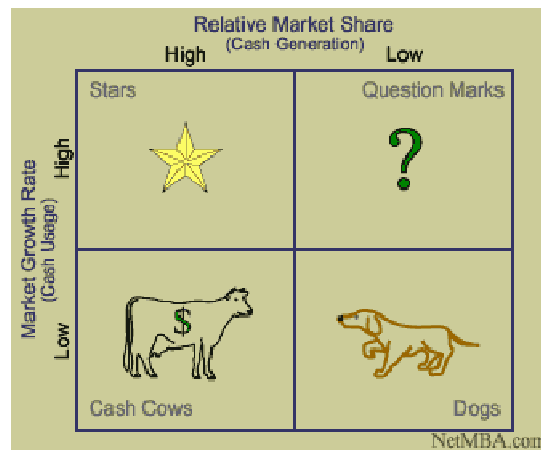 Relative Market Share
(Cash Generation)
High
Low
Stars
Question Marks
?
Market Growth Rate
(Cash Usage)
High
Low
$
Cash Cows
Dogs
NetMBA.com